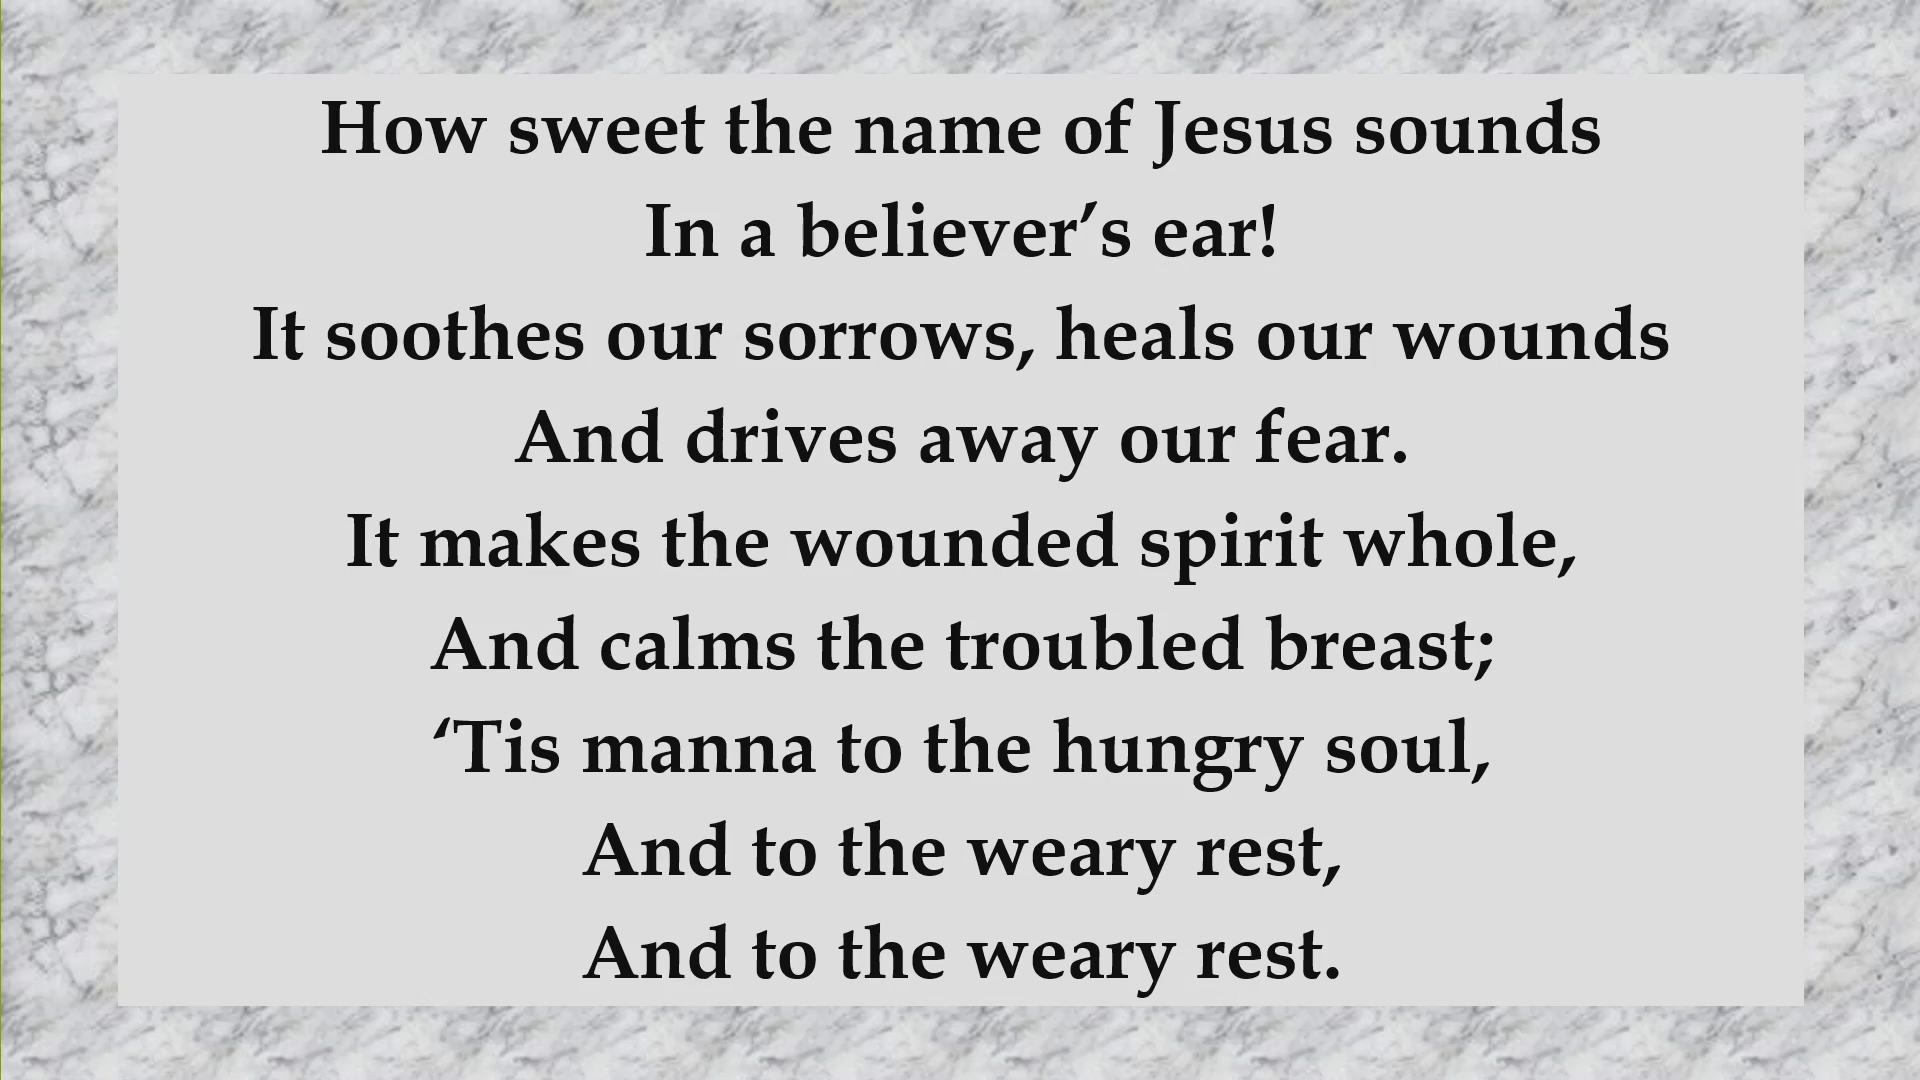 How sweet the name of Jesus sounds
In a believer’s ear!
It soothes our sorrows, heals our wounds
And drives away our fear.
It makes the wounded spirit whole,
And calms the troubled breast;
‘Tis manna to the hungry soul,
And to the weary rest,
And to the weary rest.